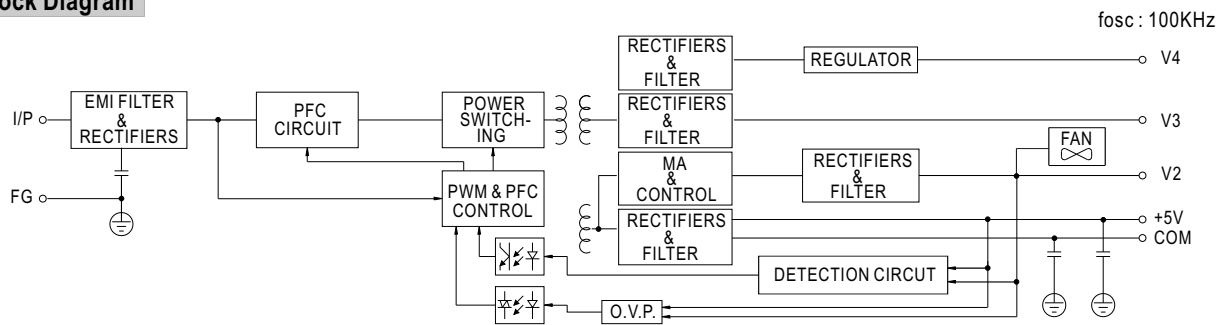 ock Diagram
fosc : 100KHz
RECTIFIERS
&
FILTER
REGULATOR
V4
I/P
EMI FILTER
&
RECTIFIERS
PFC
CIRCUIT
POWER
SWITCH-
ING
RECTIFIERS
&
FILTER
V3
FAN
FG
PWM & PFC
CONTROL
MA
&
CONTROL
RECTIFIERS
&
FILTER
V2
RECTIFIERS
&
FILTER
+5V
COM
DETECTION CIRCUT
O.V.P.